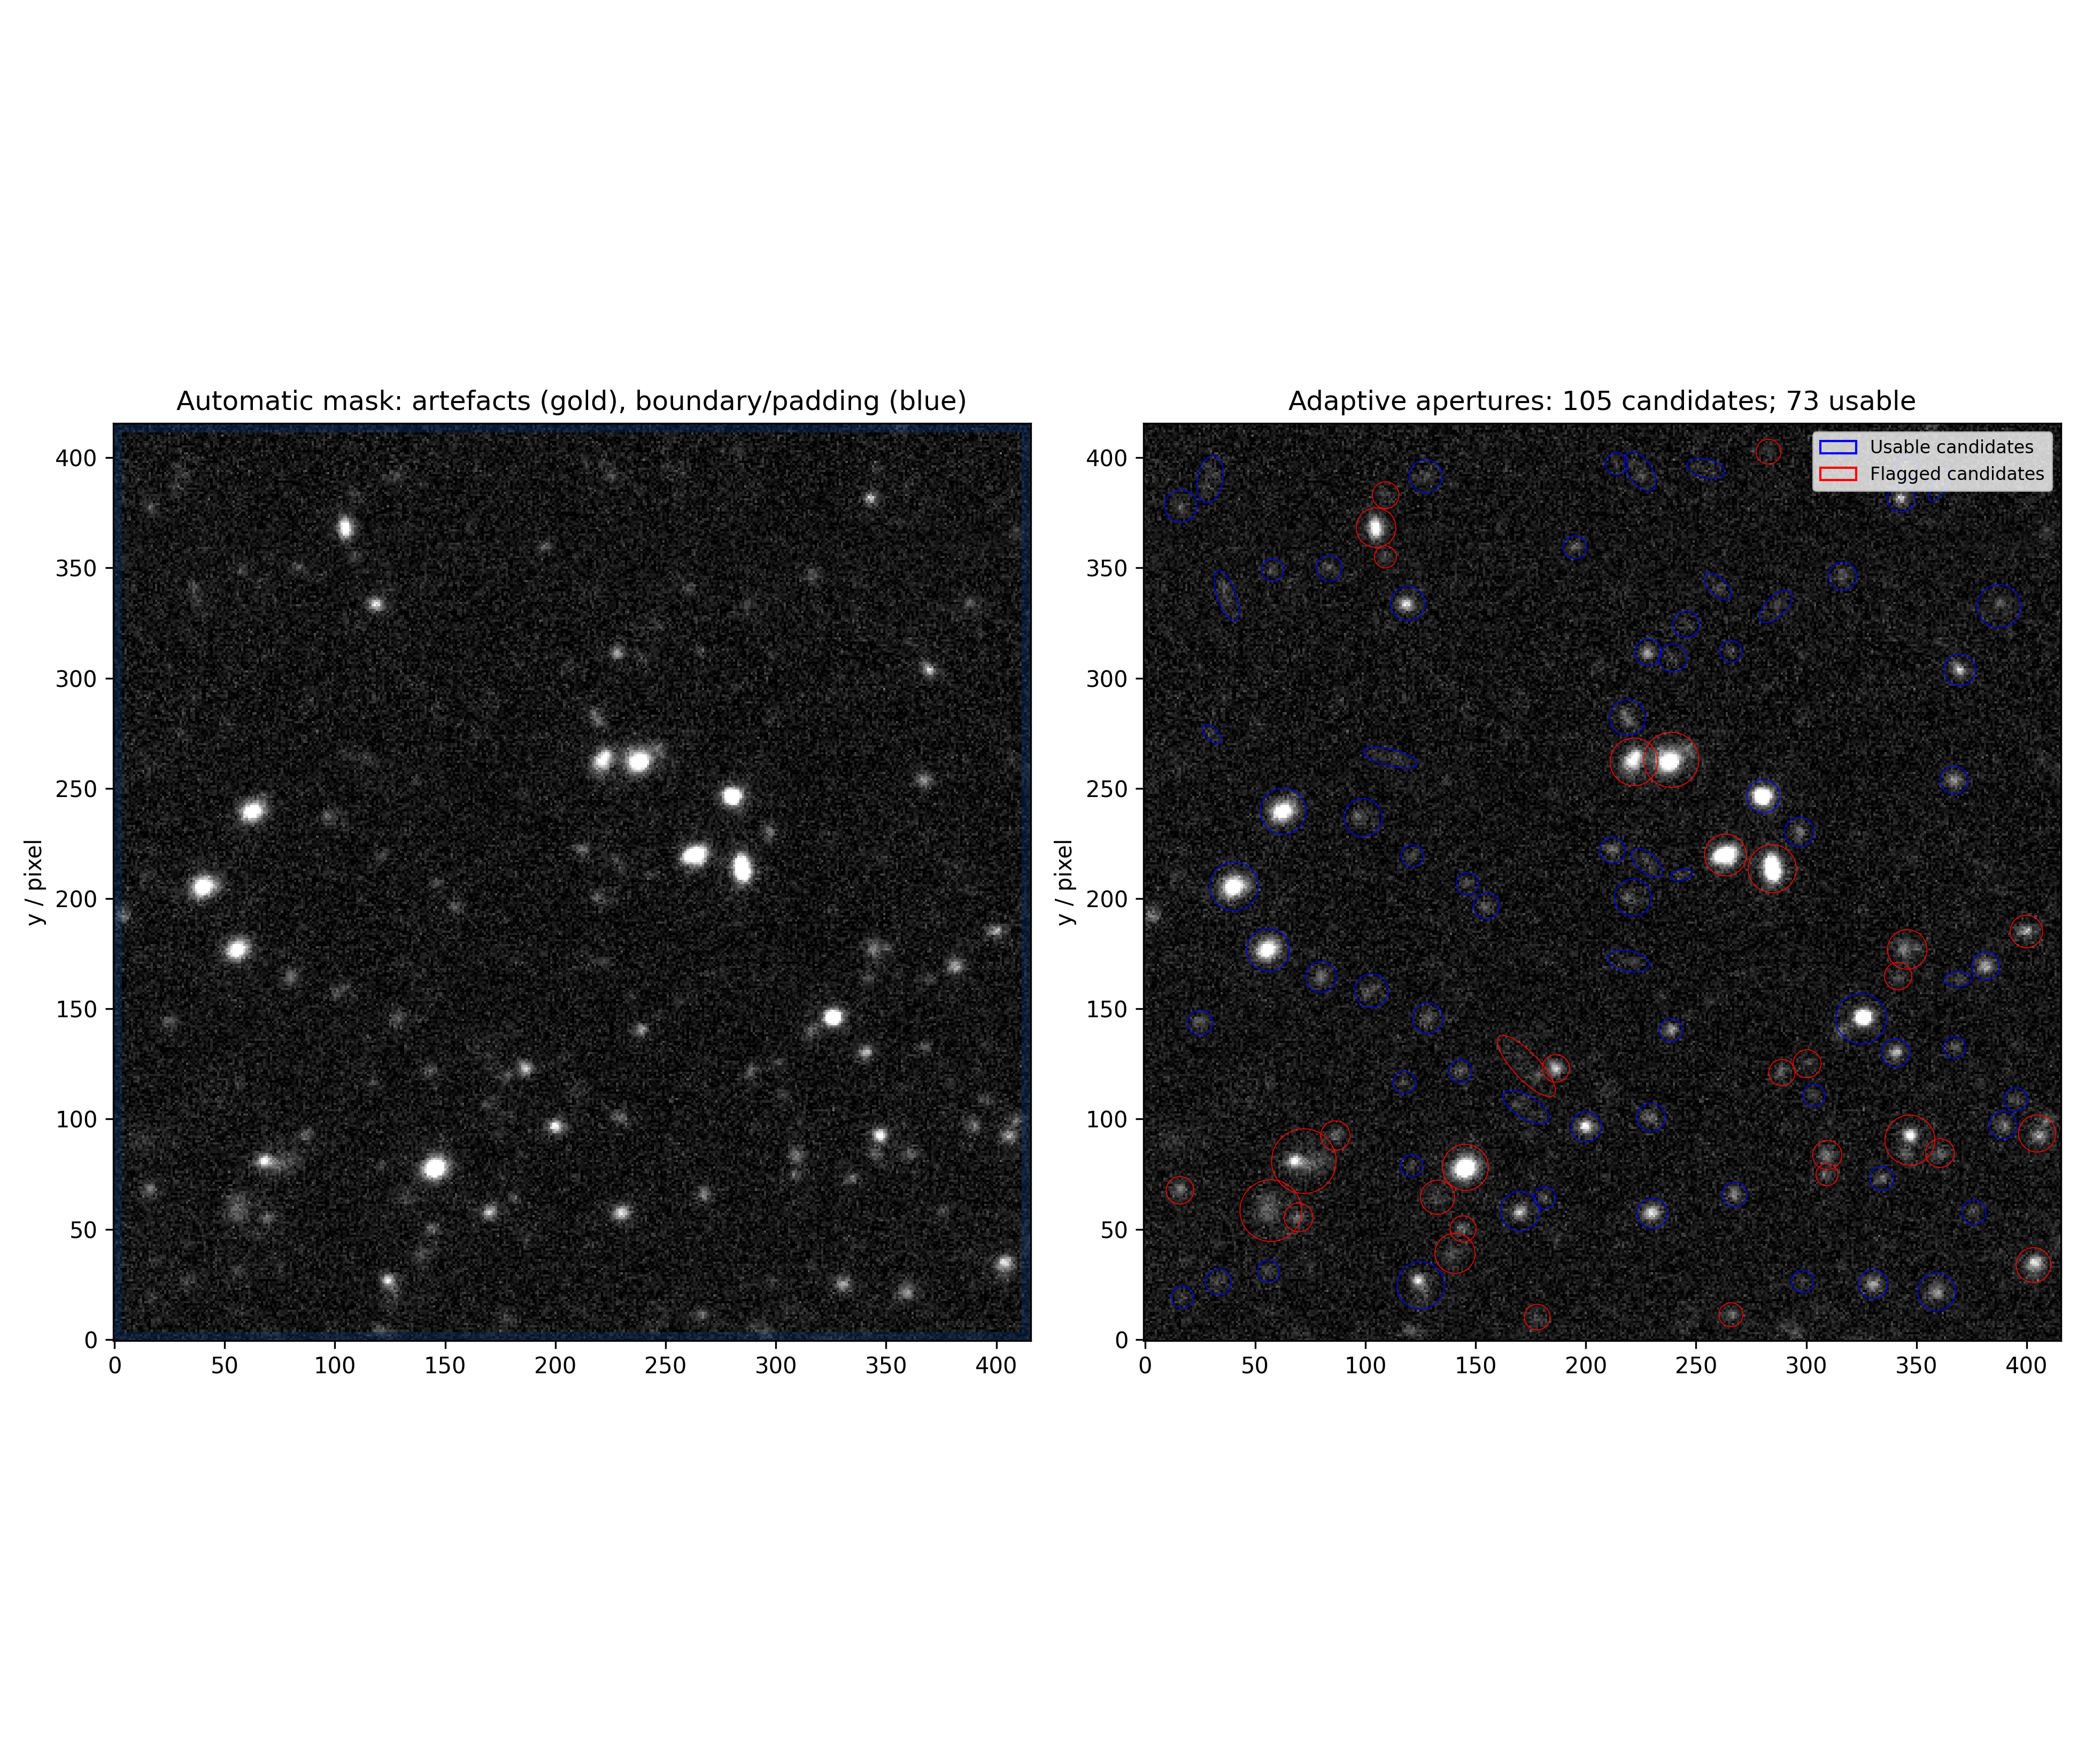 Automatic mask: artefacts (gold), boundary/padding (blue)
400
350
300
250
200
150
100
50
0
y / pixel
0 50 100 150 200 250 300 350 400
Adaptive apertures: 105 candidates; 73 usable
Usable candidates
Flagged candidates
400
350
300
250
200
150
100
50
0
y / pixel
0 50 100 150 200 250 300 350 400